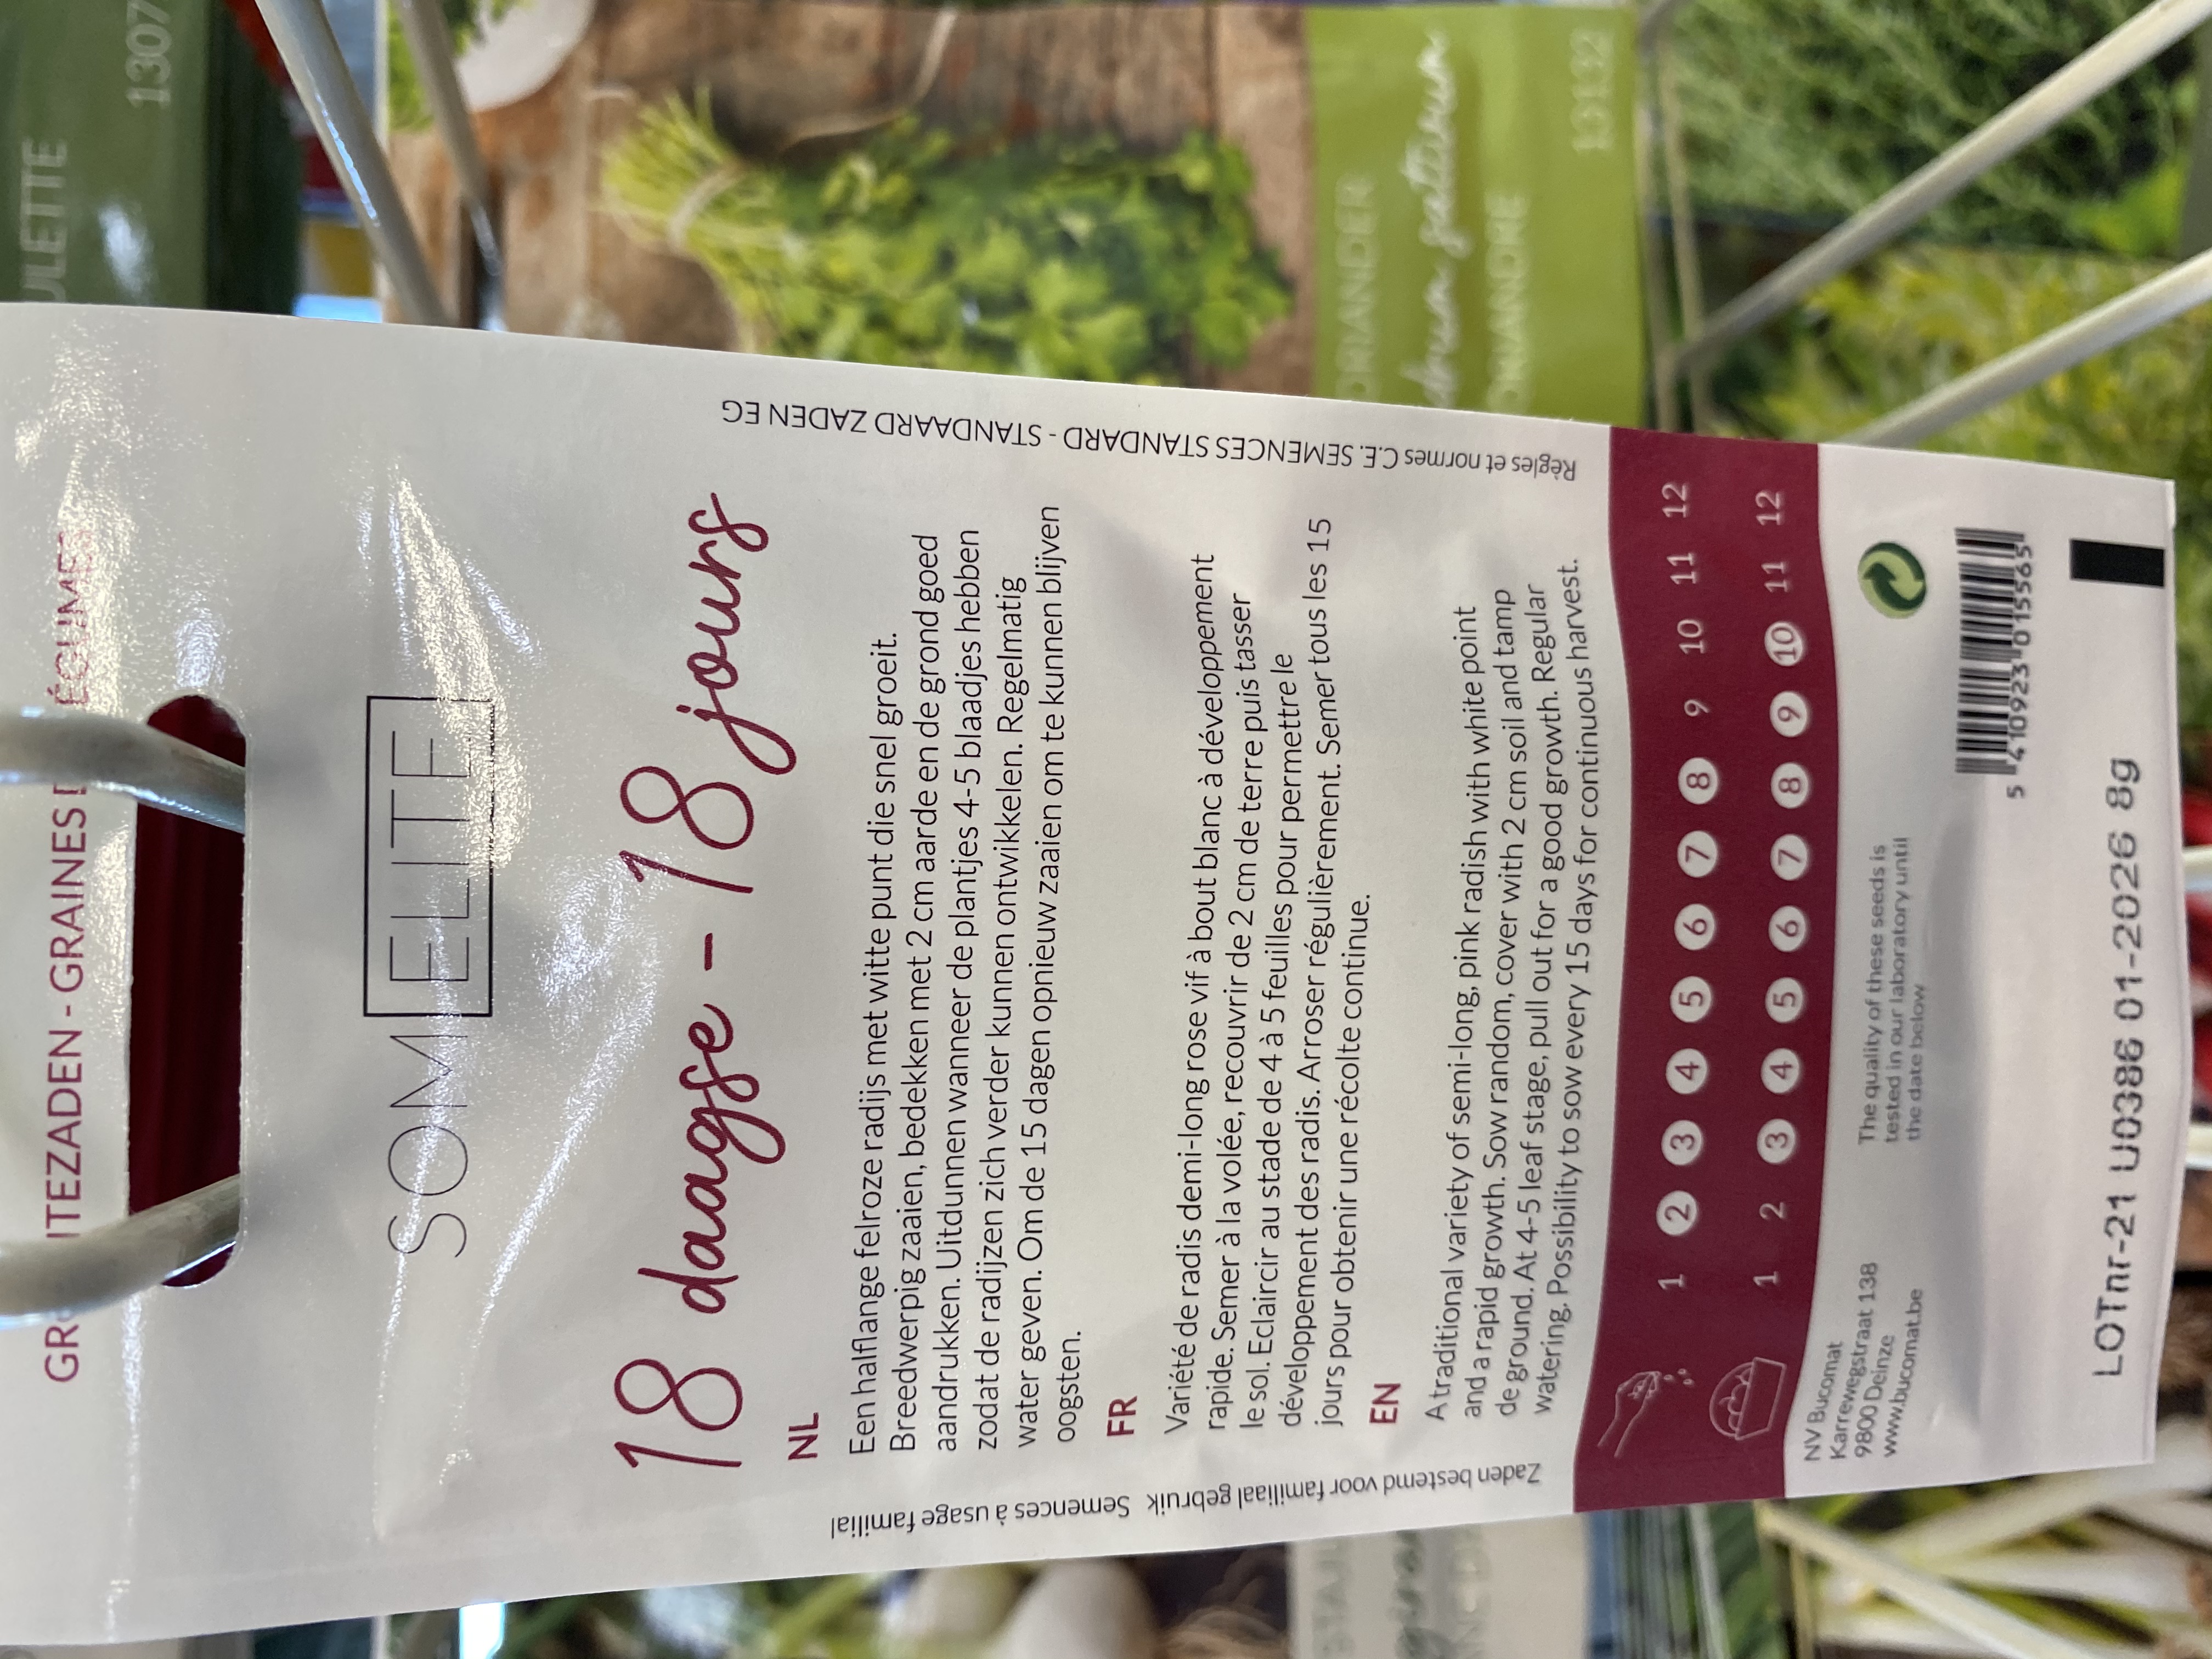 GR ITEZADEN - GRAINES ÉGUMES
SOMELITE
18 daagse - 18 jours
NL
Een halflange felroze radijs met witte punt die snel groeit.
Breedwerpig zaaien, bedekken met 2 cm aarde en de grond goed
aandrukken. Uitdunnen wanneer de plantjes 4-5 blaadjes hebben
zodat de radijzen zich verder kunnen ontwikkelen. Regelmatig
water geven. Om de 15 dagen opnieuw zaaien om te kunnen blijven
oogsten.
FR
Variété de radis demi-long rose vif à bout blanc à développement
rapide. Semer à la volée, recouvrir de 2 cm de terre puis tasser
le sol. Eclaircir au stade de 4 à 5 feuilles pour permettre le
développement des radis. Arroser régulièrement. Semer tous les 15
jours pour obtenir une récolte continue.
EN
A traditional variety of semi-long, pink radish with white point
and a rapid growth. Sow random, cover with 2 cm soil and tamp
de ground. At 4-5 leaf stage, pull out for a good growth. Regular
watering. Possibility to sow every 15 days for continuous harvest.
Zaden bestemd voor familiaal gebruik Semences à usage familial
Règles et normes C.E. SEMENCES STANDARD - STANDAARD ZADEN EG
1 2 3 4 5 6 7 8 9 10 11 12
1 2 3 4 5 6 7 8 9 10 11 12
NV Bucomat
Karrewegstraat 138
9800 Deinze
www.bucomat.be
The quality of these seeds is
tested in our laboratory until
the date below
5 410923 015565
LOTnr-21 U0386 01-2026 8g
ULETTE
1307
ORIANDER
sativum
ORIANDRE
13132